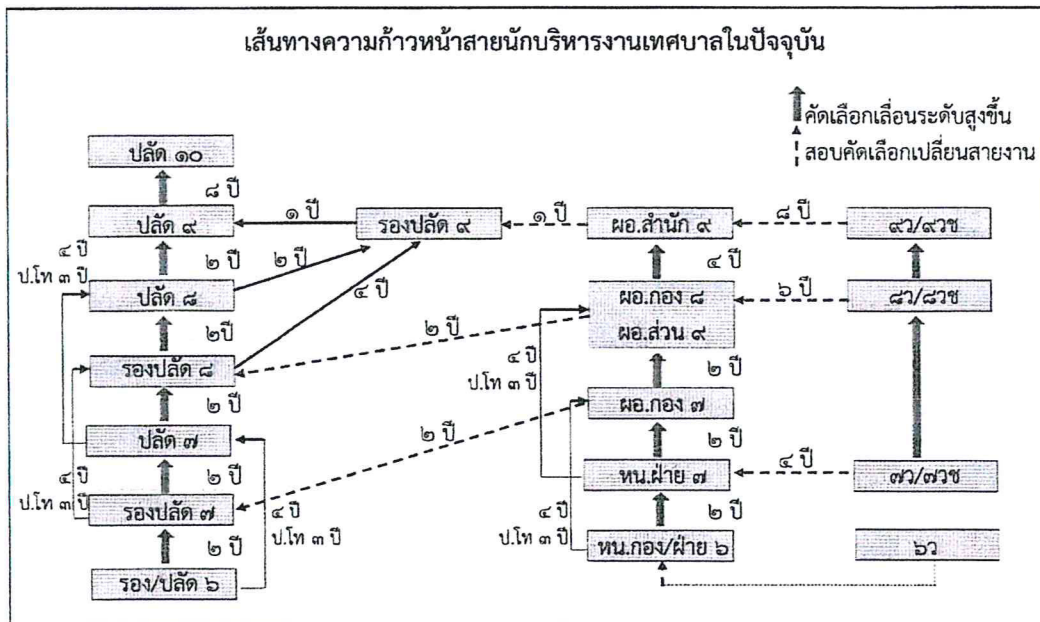 เส้นทางความก้าวหน้าสายนักบริหารงานเทศบาลในปัจจุบัน
คัดเลือกเลื่อนระดับสูงขึ้น
สอบคัดเลือกเปลี่ยนสายงาน
ปลัด ๑๐
๘ ปี
ปลัด ๙
๑ ปี
รองปลัด ๙
๑ ปี
ผอ.สำนัก ๙
๘ ปี
๙ว/๙วช
๔ ปี
ป.โท ๓ ปี
๒ ปี
๒ ปี
๔ ปี
๔ ปี
ปลัด ๘
ผอ.กอง ๘
ผอ.ส่วน ๙
๖ ปี
๘ว/๘วช
๒ปี
๒ ปี
รองปลัด ๘
๔ ปี
ป.โท ๓ ปี
๒ ปี
๒ ปี
ผอ.กอง ๗
ปลัด ๗
๒ ปี
๒ ปี
๔ ปี
ป.โท ๓ ปี
๒ ปี
หน.ฝ่าย ๗
๔ ปี
๗ว/๗วช
รองปลัด ๗
๔ ปี
ป.โท ๓ ปี
๒ ปี
๔ ปี
ป.โท ๓ ปี
๒ ปี
รอง/ปลัด ๖
หน.กอง/ฝ่าย ๖
๖ว